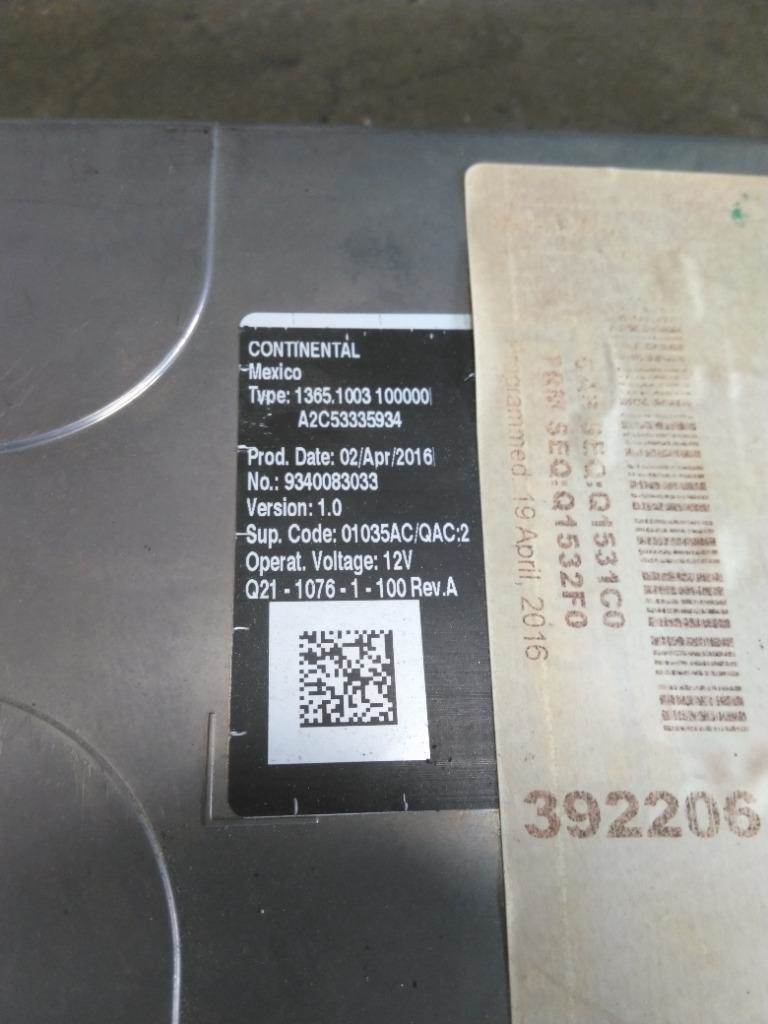 CONTINENTAL
Mexico
Type: 1365.1003 100000
A2C53335934
Prod. Date: 02/Apr/2016
No.: 9340083033
Version: 1.0
Sup. Code: 01035AC/QAC:2
Operat. Voltage: 12V
Q21 - 1076 - 1 - 100 Rev.A
SEQ:Q1531C0
SEQ:Q1532F0
19 April, 2016
392206